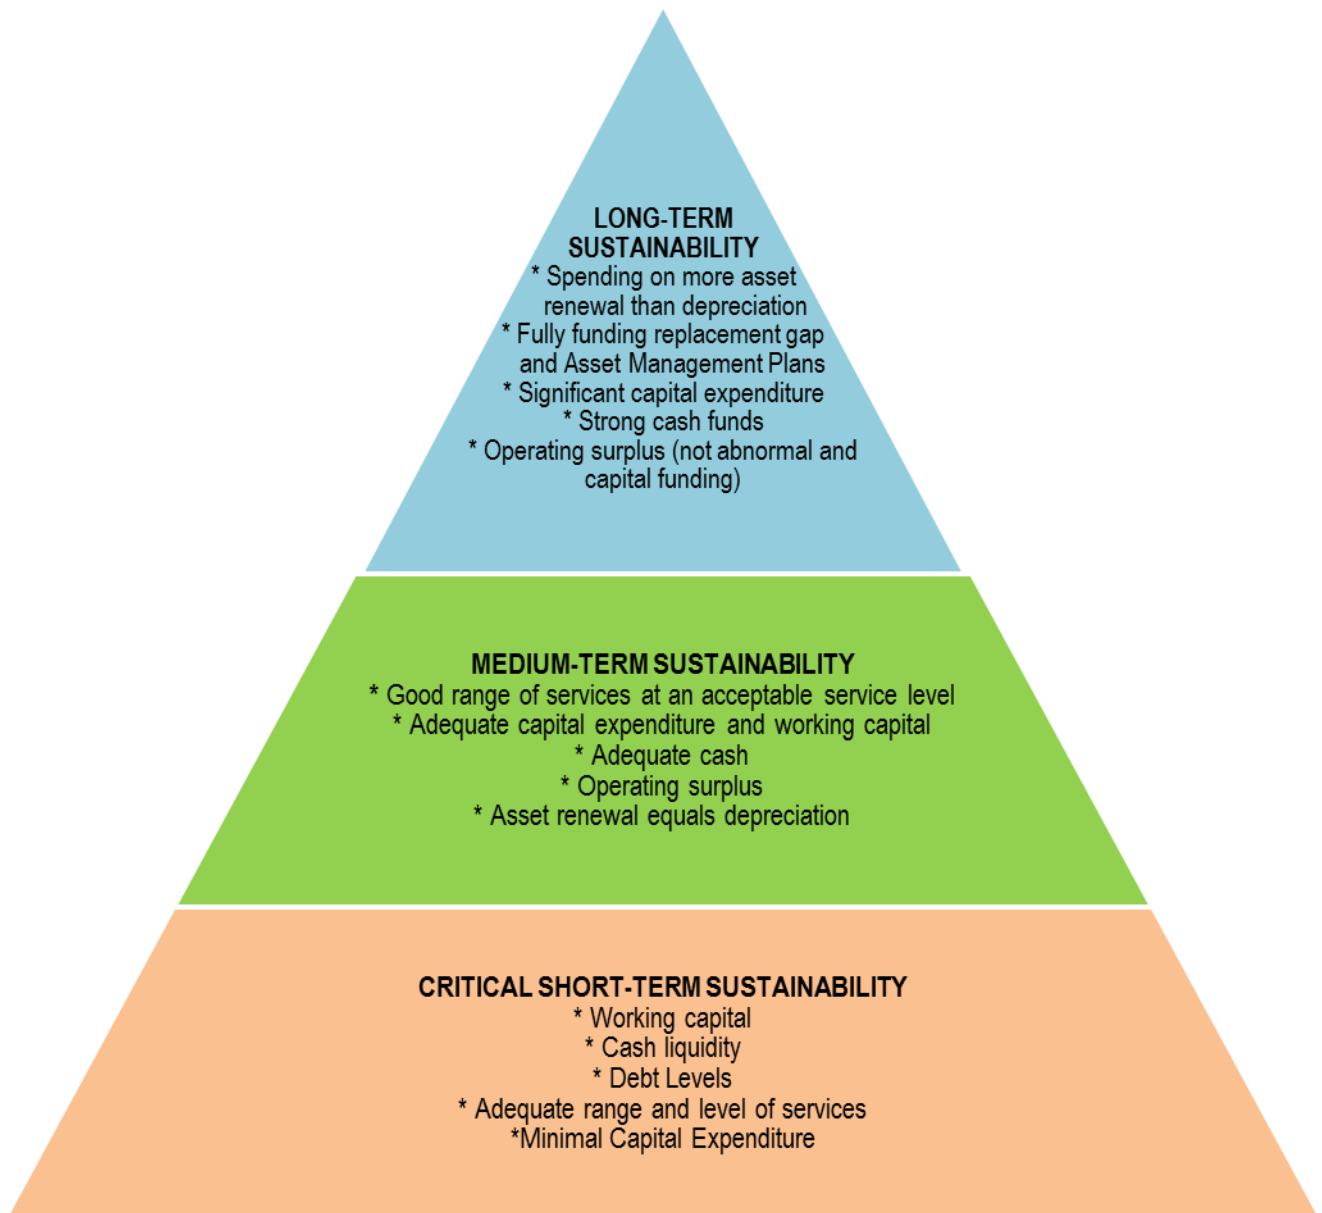 LONG-TERM
SUSTAINABILITY
* Spending on more asset
renewal than depreciation
* Fully funding replacement gap
and Asset Management Plans
* Significant capital expenditure
* Strong cash funds
* Operating surplus (not abnormal and
capital funding)
MEDIUM-TERM SUSTAINABILITY
* Good range of services at an acceptable service level
* Adequate capital expenditure and working capital
* Adequate cash
* Operating surplus
* Asset renewal equals depreciation
CRITICAL SHORT-TERM SUSTAINABILITY
* Working capital
* Cash liquidity
* Debt Levels
* Adequate range and level of services
*Minimal Capital Expenditure